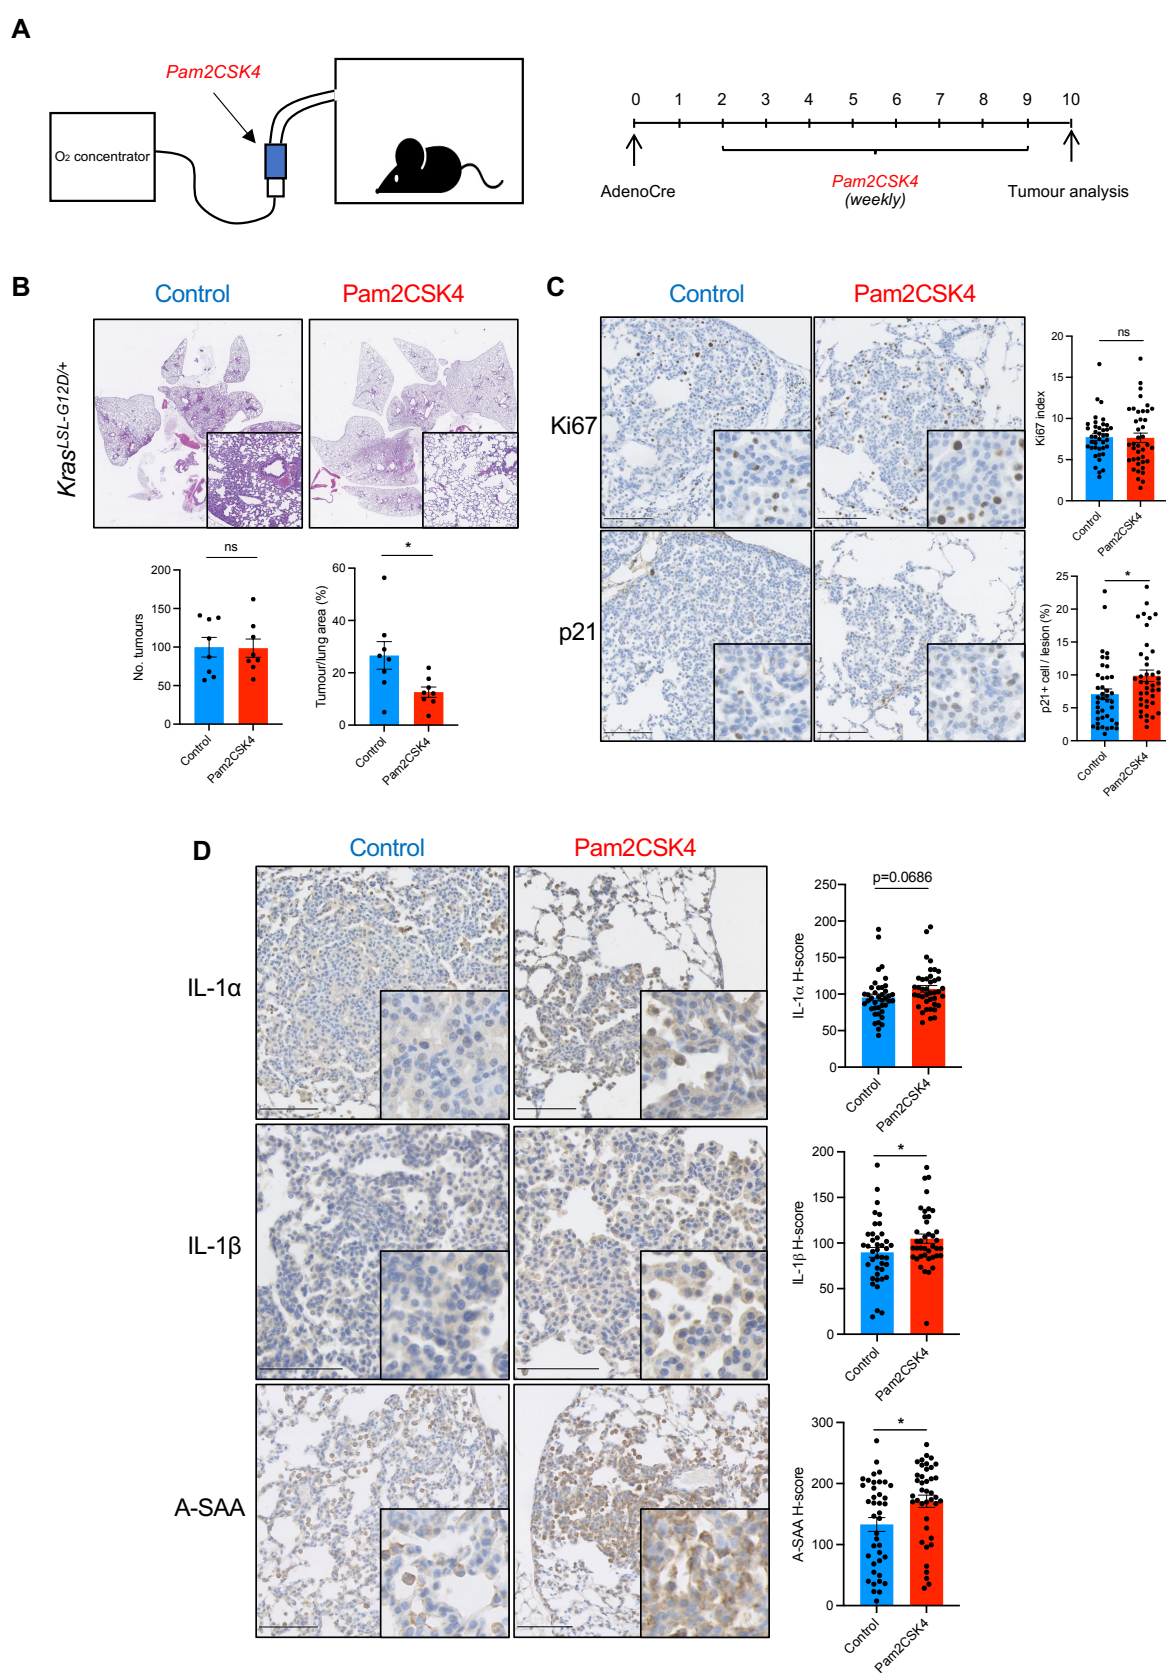 A
Pam2CSK4
O2 concentrator
0 1 2 3 4 5 6 7 8 9 10
AdenoCre
Pam2CSK4
(weekly)
Tumour analysis
B
Control
Pam2CSK4
KrasLSL-G12D/+
ns
No. tumours
200
150
100
50
0
Control
Pam2CSK4
*
Tumour/lung area (%)
60
40
20
0
Control
Pam2CSK4
C
Control
Pam2CSK4
Ki67
p21
ns
Ki67 index
20
15
10
5
0
Control
Pam2CSK4
*
p21+ cell / lesion (%)
25
20
15
10
5
0
Control
Pam2CSK4
D
Control
Pam2CSK4
IL-1α
IL-1β
A-SAA
p=0.0686
IL-1α H-score
250
200
150
100
50
0
Control
Pam2CSK4
*
IL-1β H-score
200
150
100
50
0
Control
Pam2CSK4
*
A-SAA H-score
300
200
100
0
Control
Pam2CSK4